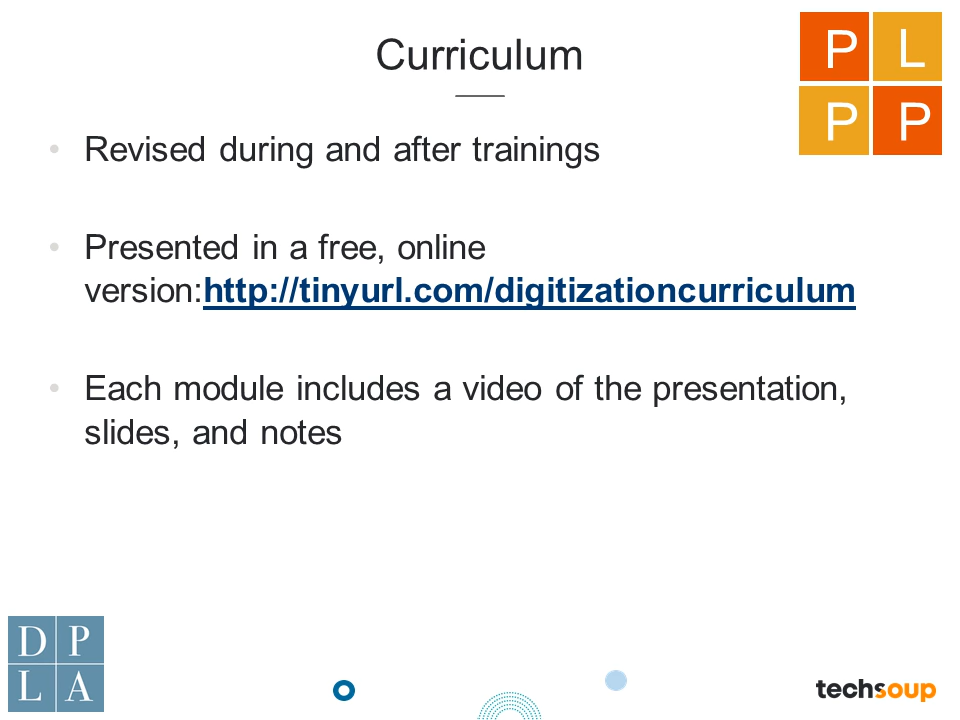 Curriculum
P L
P P
• Revised during and after trainings
• Presented in a free, online
version:http://tinyurl.com/digitizationcurriculum
• Each module includes a video of the presentation,
slides, and notes
D P
L A
techsoup